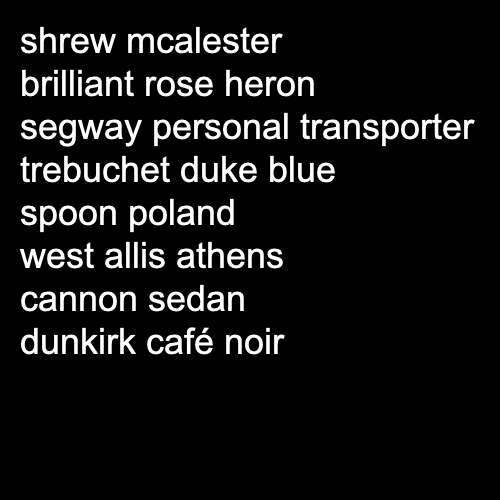 shrew mcalester
brilliant rose heron
segway personal transporter
trebuchet duke blue
spoon poland
west allis athens
cannon sedan
dunkirk café noir